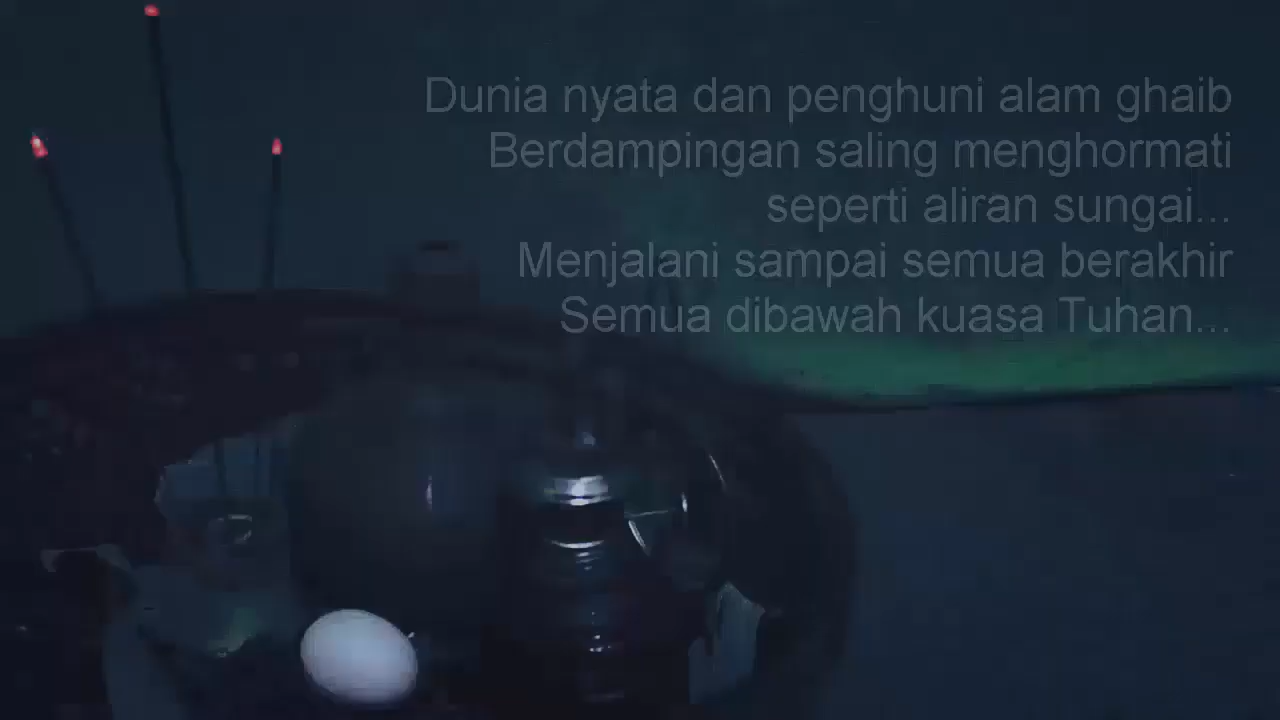 Dunia nyata dan penghuni alam ghaib
Berdampingan saling menghormati
seperti aliran sungai...
Menjalani sampai semua berakhir
Semua dibawah kuasa Tuhan...